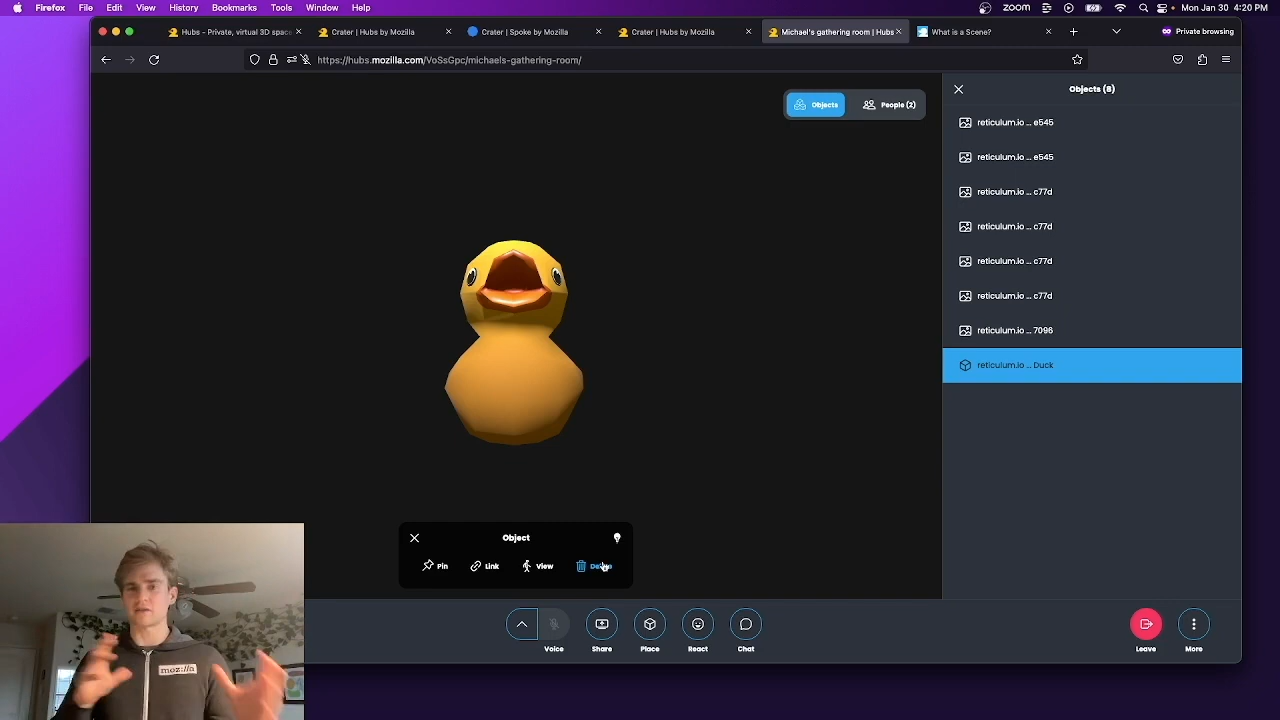 Firefox File Edit View History Bookmarks Tools Window Help
ZOOM Mon Jan 30 4:20 PM
Hubs - Private, virtual 3D space
Crater | Hubs by Mozilla
Crater | Spoke by Mozilla
Crater | Hubs by Mozilla
Michael's gathering room | Hubs
What is a Scene?
Private browsing
https://hubs.mozilla.com/VoSsGpc/michaels-gathering-room/
Objects
People (2)
Objects (8)
reticulum.io ... e545
reticulum.io ... e545
reticulum.io ... c77d
reticulum.io ... c77d
reticulum.io ... c77d
reticulum.io ... c77d
reticulum.io ... 7096
reticulum.io ... Duck
Object
Pin Link View Delete
Voice Share Place React Chat Leave More
moz://a